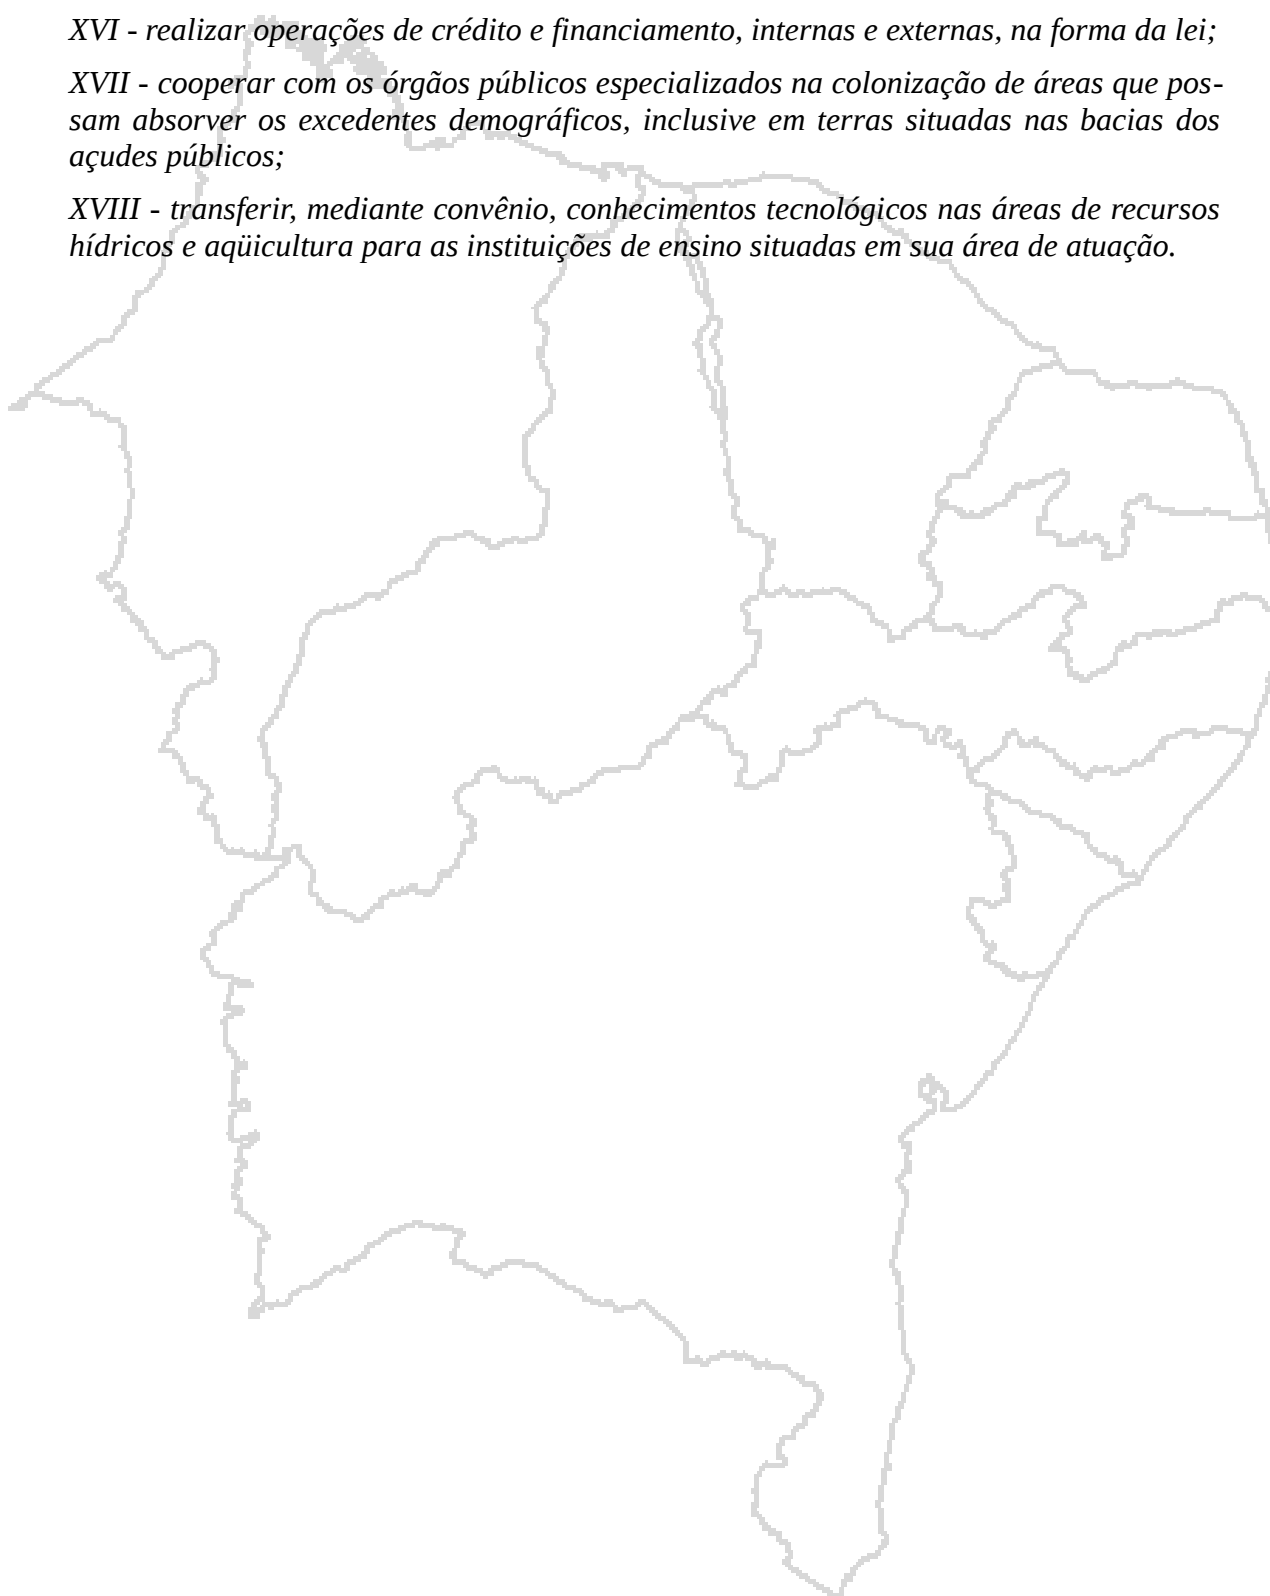 XVI - realizar operações de crédito e financiamento, internas e externas, na forma da lei;
XVII - cooperar com os órgãos públicos especializados na colonização de áreas que pos-
sam absorver os excedentes demográficos, inclusive em terras situadas nas bacias dos
açudes públicos;
XVIII - transferir, mediante convênio, conhecimentos tecnológicos nas áreas de recursos
hídricos e aqüicultura para as instituições de ensino situadas em sua área de atuação.